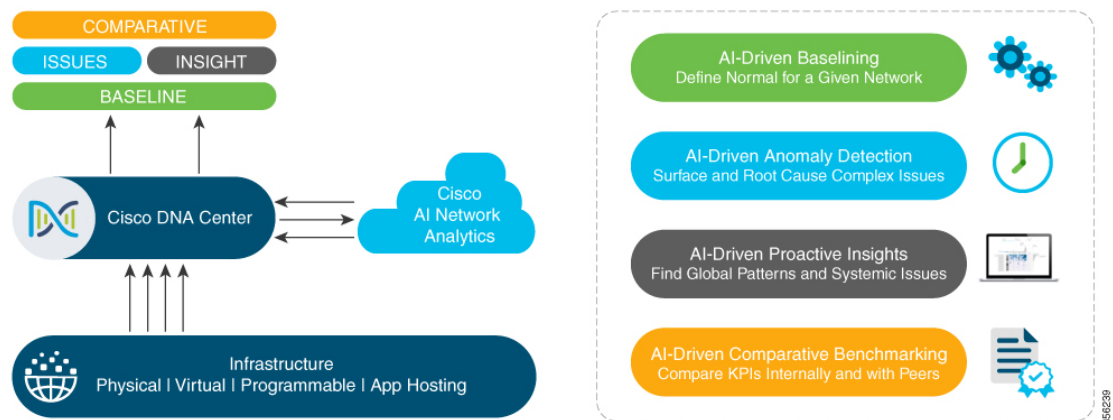 COMPARATIVE
ISSUES
INSIGHT
BASELINE
Cisco DNA Center
Cisco
AI Network
Analytics
Infrastructure
Physical | Virtual | Programmable | App Hosting
AI-Driven Baselining
Define Normal for a Given Network
AI-Driven Anomaly Detection
Surface and Root Cause Complex Issues
AI-Driven Proactive Insights
Find Global Patterns and Systemic Issues
AI-Driven Comparative Benchmarking
Compare KPIs Internally and with Peers